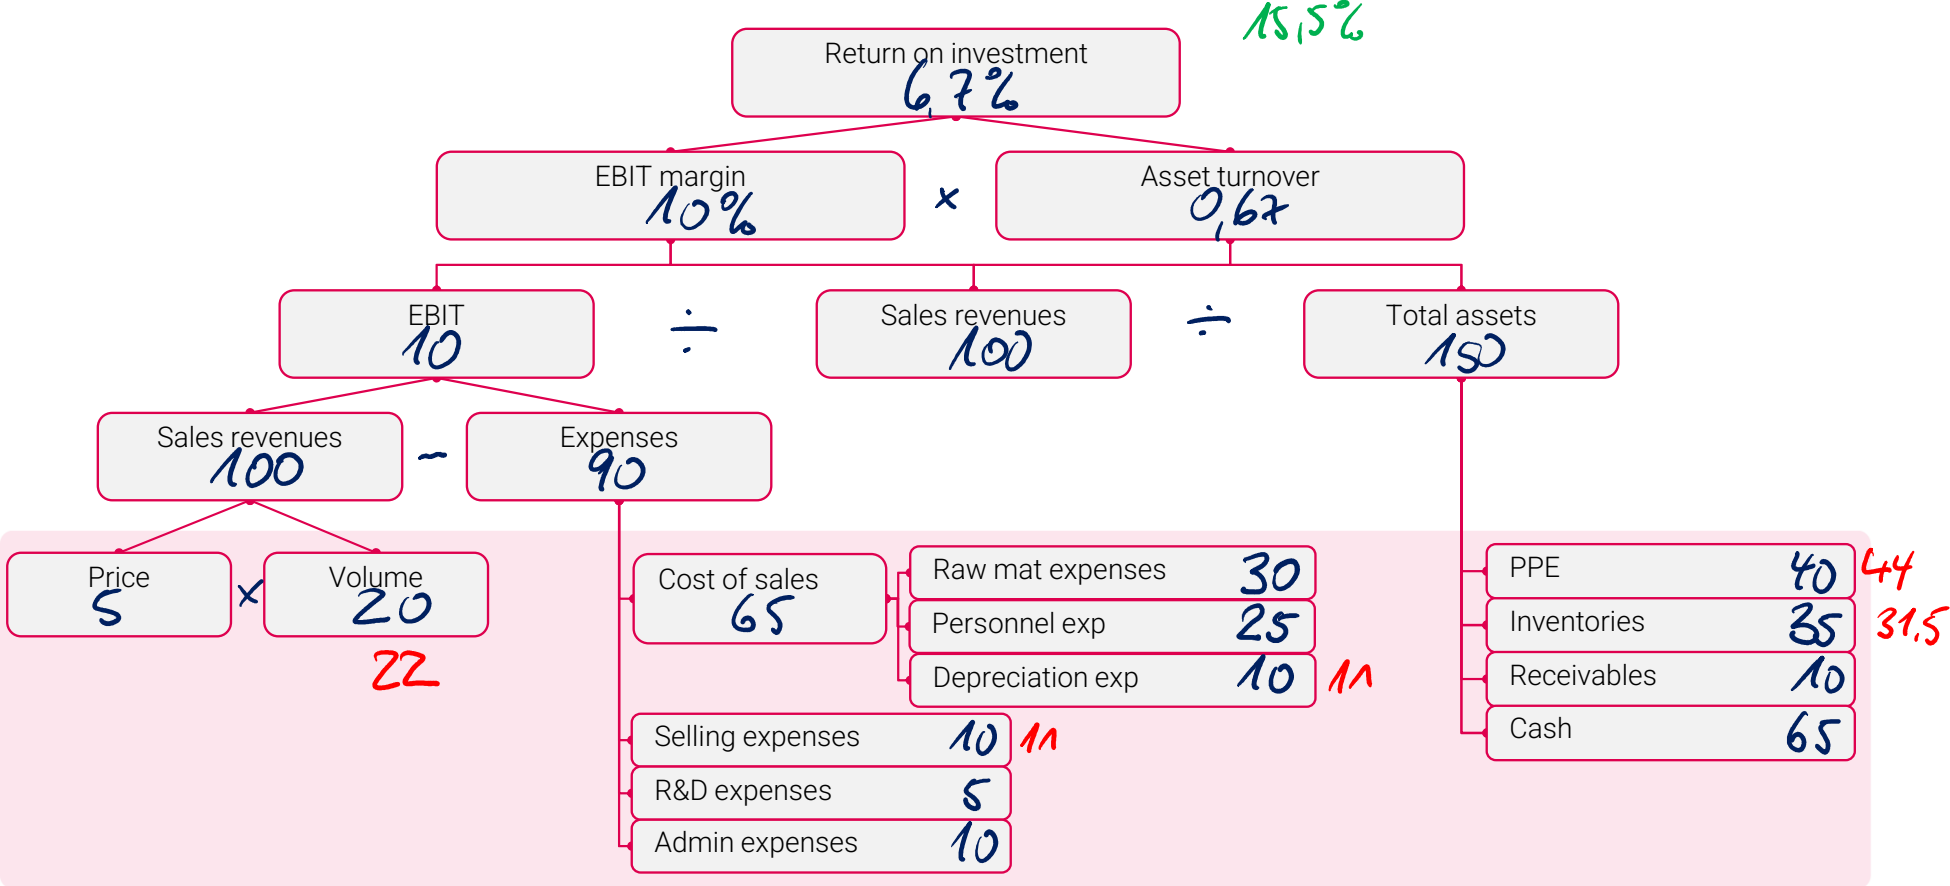 15,5%
Return on investment
6,7%
EBIT margin
10%
×
Asset turnover
0,67
EBIT
10
÷
Sales revenues
100
÷
Total assets
150
Sales revenues
100
-
Expenses
90
Price
5
×
Volume
20
22
Cost of sales
65
Raw mat expenses 30
Personnel exp 25
Depreciation exp 10 11
Selling expenses 10 11
R&D expenses 5
Admin expenses 10
PPE 40 44
Inventories 35 31,5
Receivables 10
Cash 65